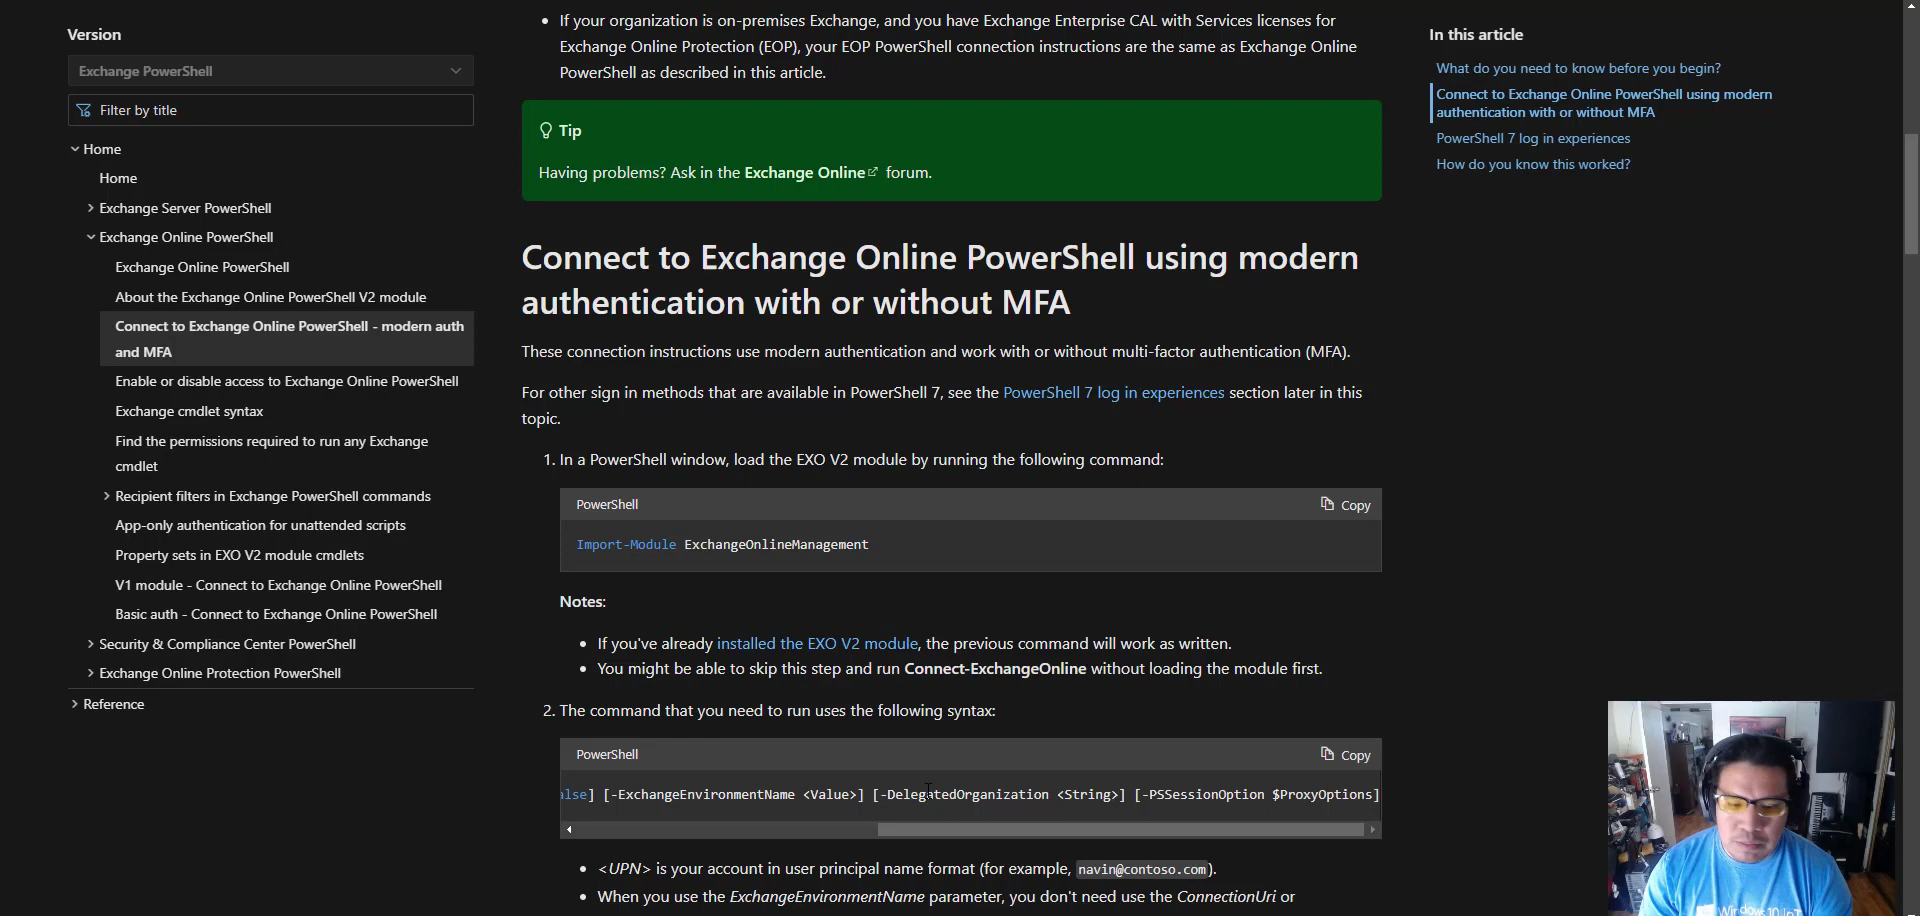 Version
Exchange PowerShell
Filter by title
Home
Home
Exchange Server PowerShell
Exchange Online PowerShell
Exchange Online PowerShell
About the Exchange Online PowerShell V2 module
Connect to Exchange Online PowerShell - modern auth
and MFA
Enable or disable access to Exchange Online PowerShell
Exchange cmdlet syntax
Find the permissions required to run any Exchange
cmdlet
Recipient filters in Exchange PowerShell commands
App-only authentication for unattended scripts
Property sets in EXO V2 module cmdlets
V1 module - Connect to Exchange Online PowerShell
Basic auth - Connect to Exchange Online PowerShell
Security & Compliance Center PowerShell
Exchange Online Protection PowerShell
Reference
• If your organization is on-premises Exchange, and you have Exchange Enterprise CAL with Services licenses for
Exchange Online Protection (EOP), your EOP PowerShell connection instructions are the same as Exchange Online
PowerShell as described in this article.
Tip
Having problems? Ask in the Exchange Online forum.
Connect to Exchange Online PowerShell using modern
authentication with or without MFA
These connection instructions use modern authentication and work with or without multi-factor authentication (MFA).
For other sign in methods that are available in PowerShell 7, see the PowerShell 7 log in experiences section later in this
topic.
1. In a PowerShell window, load the EXO V2 module by running the following command:
PowerShell Copy
Import-Module ExchangeOnlineManagement
Notes:
• If you've already installed the EXO V2 module, the previous command will work as written.
• You might be able to skip this step and run Connect-ExchangeOnline without loading the module first.
2. The command that you need to run uses the following syntax:
PowerShell Copy
alse] [-ExchangeEnvironmentName <Value>] [-DelegatedOrganization <String>] [-PSSessionOption $ProxyOptions]
• <UPN> is your account in user principal name format (for example, navin@contoso.com).
• When you use the ExchangeEnvironmentName parameter, you don't need use the ConnectionUri or
In this article
What do you need to know before you begin?
Connect to Exchange Online PowerShell using modern
authentication with or without MFA
PowerShell 7 log in experiences
How do you know this worked?
Windows 10 IoT